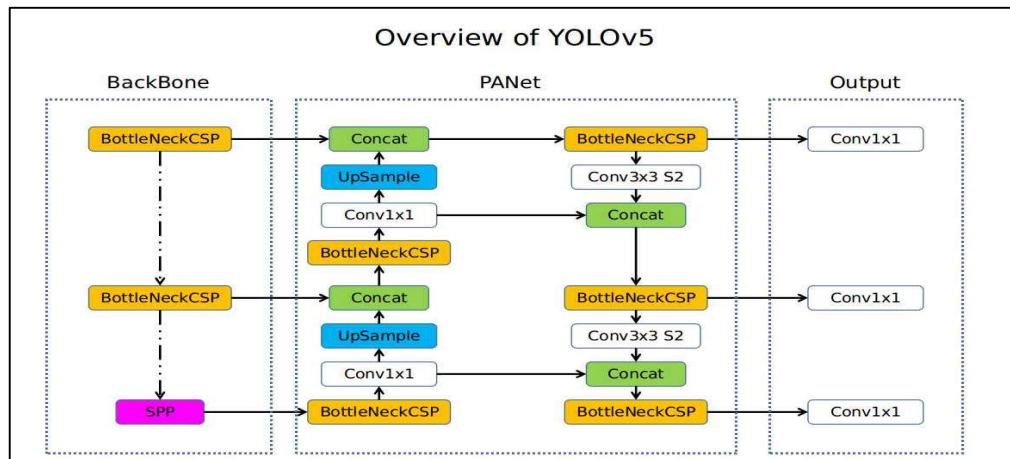 Overview of YOLOv5
BackBone
PANet
Output
BottleNeckCSP
Concat
BottleNeckCSP
Conv1x1
UpSample
Conv3x3 S2
Conv1x1
Concat
BottleNeckCSP
BottleNeckCSP
Concat
BottleNeckCSP
Conv1x1
UpSample
Conv3x3 S2
Conv1x1
Concat
SPP
BottleNeckCSP
BottleNeckCSP
Conv1x1